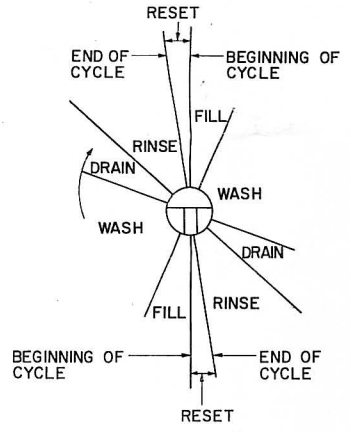 RESET
END OF
CYCLE
BEGINNING OF
CYCLE
FILL
RINSE
DRAIN
WASH
WASH
DRAIN
RINSE
FILL
BEGINNING OF
CYCLE
END OF
CYCLE
RESET